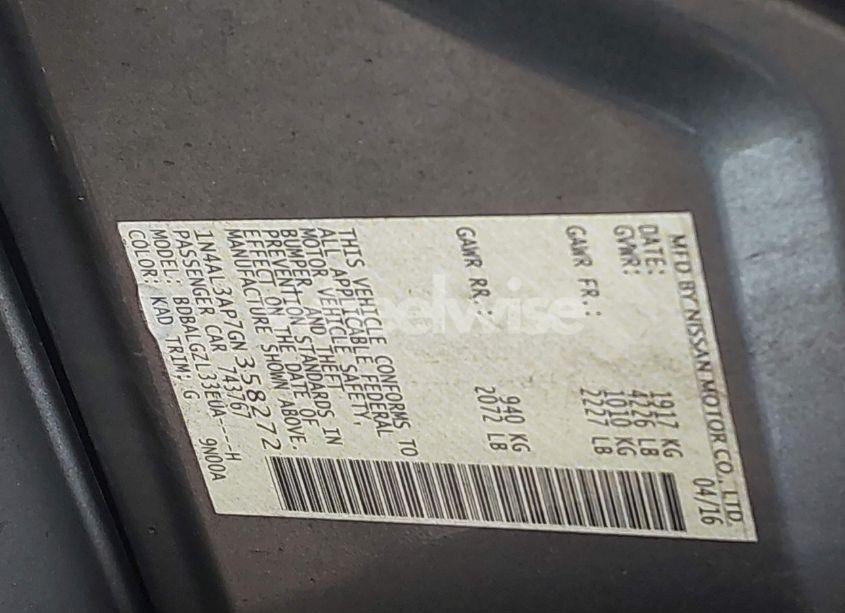 MFD BY NISSAN MOTOR CO., LTD.
DATE: 04/16
GVWR: 1917 KG
4226 LB
GAWR FR.: 1010 KG
2227 LB
GAWR RR.: 940 KG
2072 LB
THIS VEHICLE CONFORMS TO
ALL APPLICABLE FEDERAL
MOTOR VEHICLE SAFETY,
BUMPER, AND THEFT
PREVENTION STANDARDS IN
EFFECT ON THE DATE OF
MANUFACTURE SHOWN ABOVE.
1N4AL3AP7GN358272
PASSENGER CAR 743767
MODEL: BDBALGZL33EUA----H
COLOR: KAD TRIM: G 9N00A